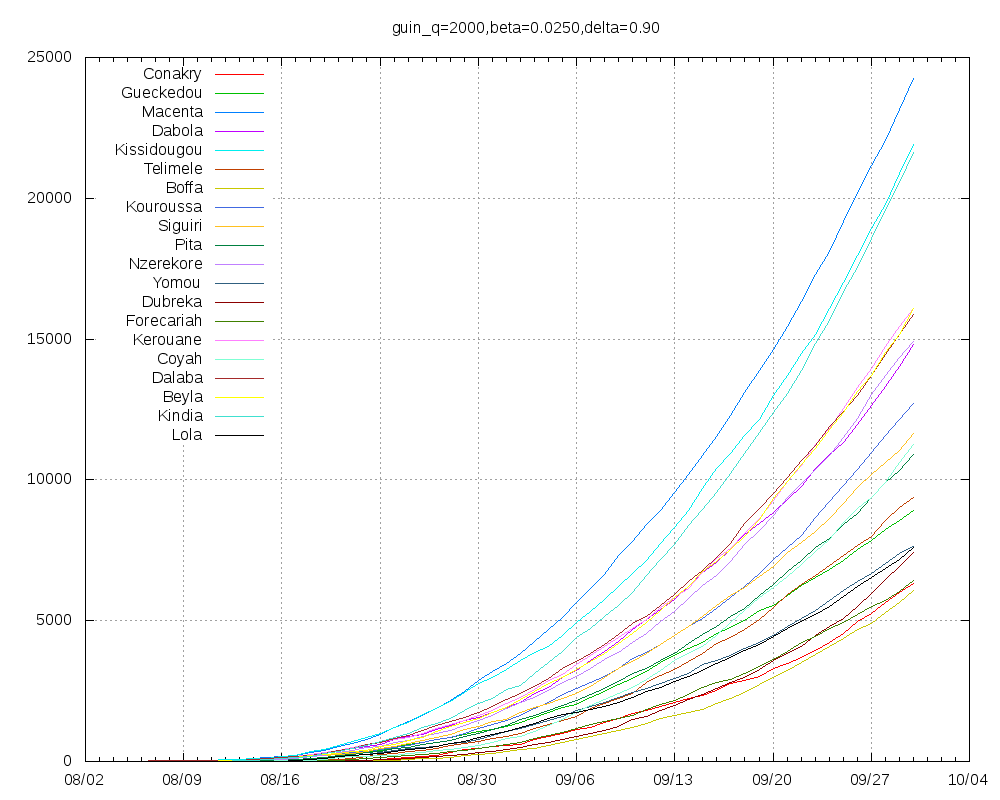 guin_q=2000,beta=0.0250,delta=0.90
25000
20000
15000
10000
5000
0
Conakry
Gueckedou
Macenta
Dabola
Kissidougou
Telimele
Boffa
Kouroussa
Siguiri
Pita
Nzerekore
Yomou
Dubreka
Forecariah
Kerouane
Coyah
Dalaba
Beyla
Kindia
Lola
08/02 08/09 08/16 08/23 08/30 09/06 09/13 09/20 09/27 10/04